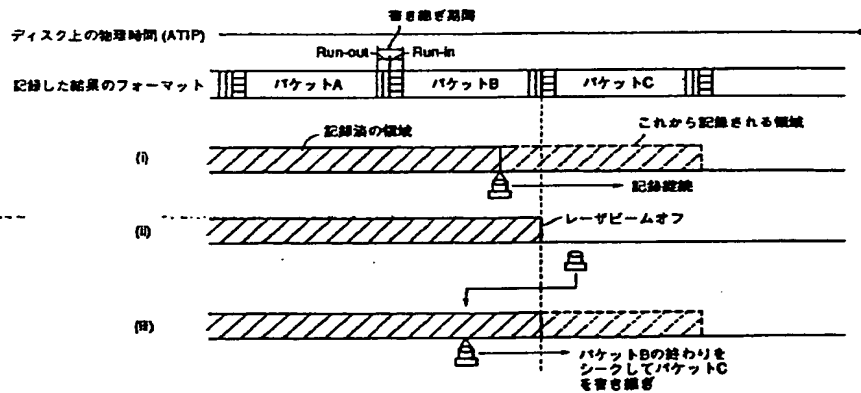 書き継ぎ期間
ディスク上の物理時間 (ATIP)
Run-out
Run-in
記録した結果のフォーマット
パケットA
パケットB
パケットC
記録済の領域
これから記録される領域
(i)
記録継続
(ii)
レーザビームオフ
(iii)
パケットBの終わりを
シークしてパケットC
を書き継ぎ